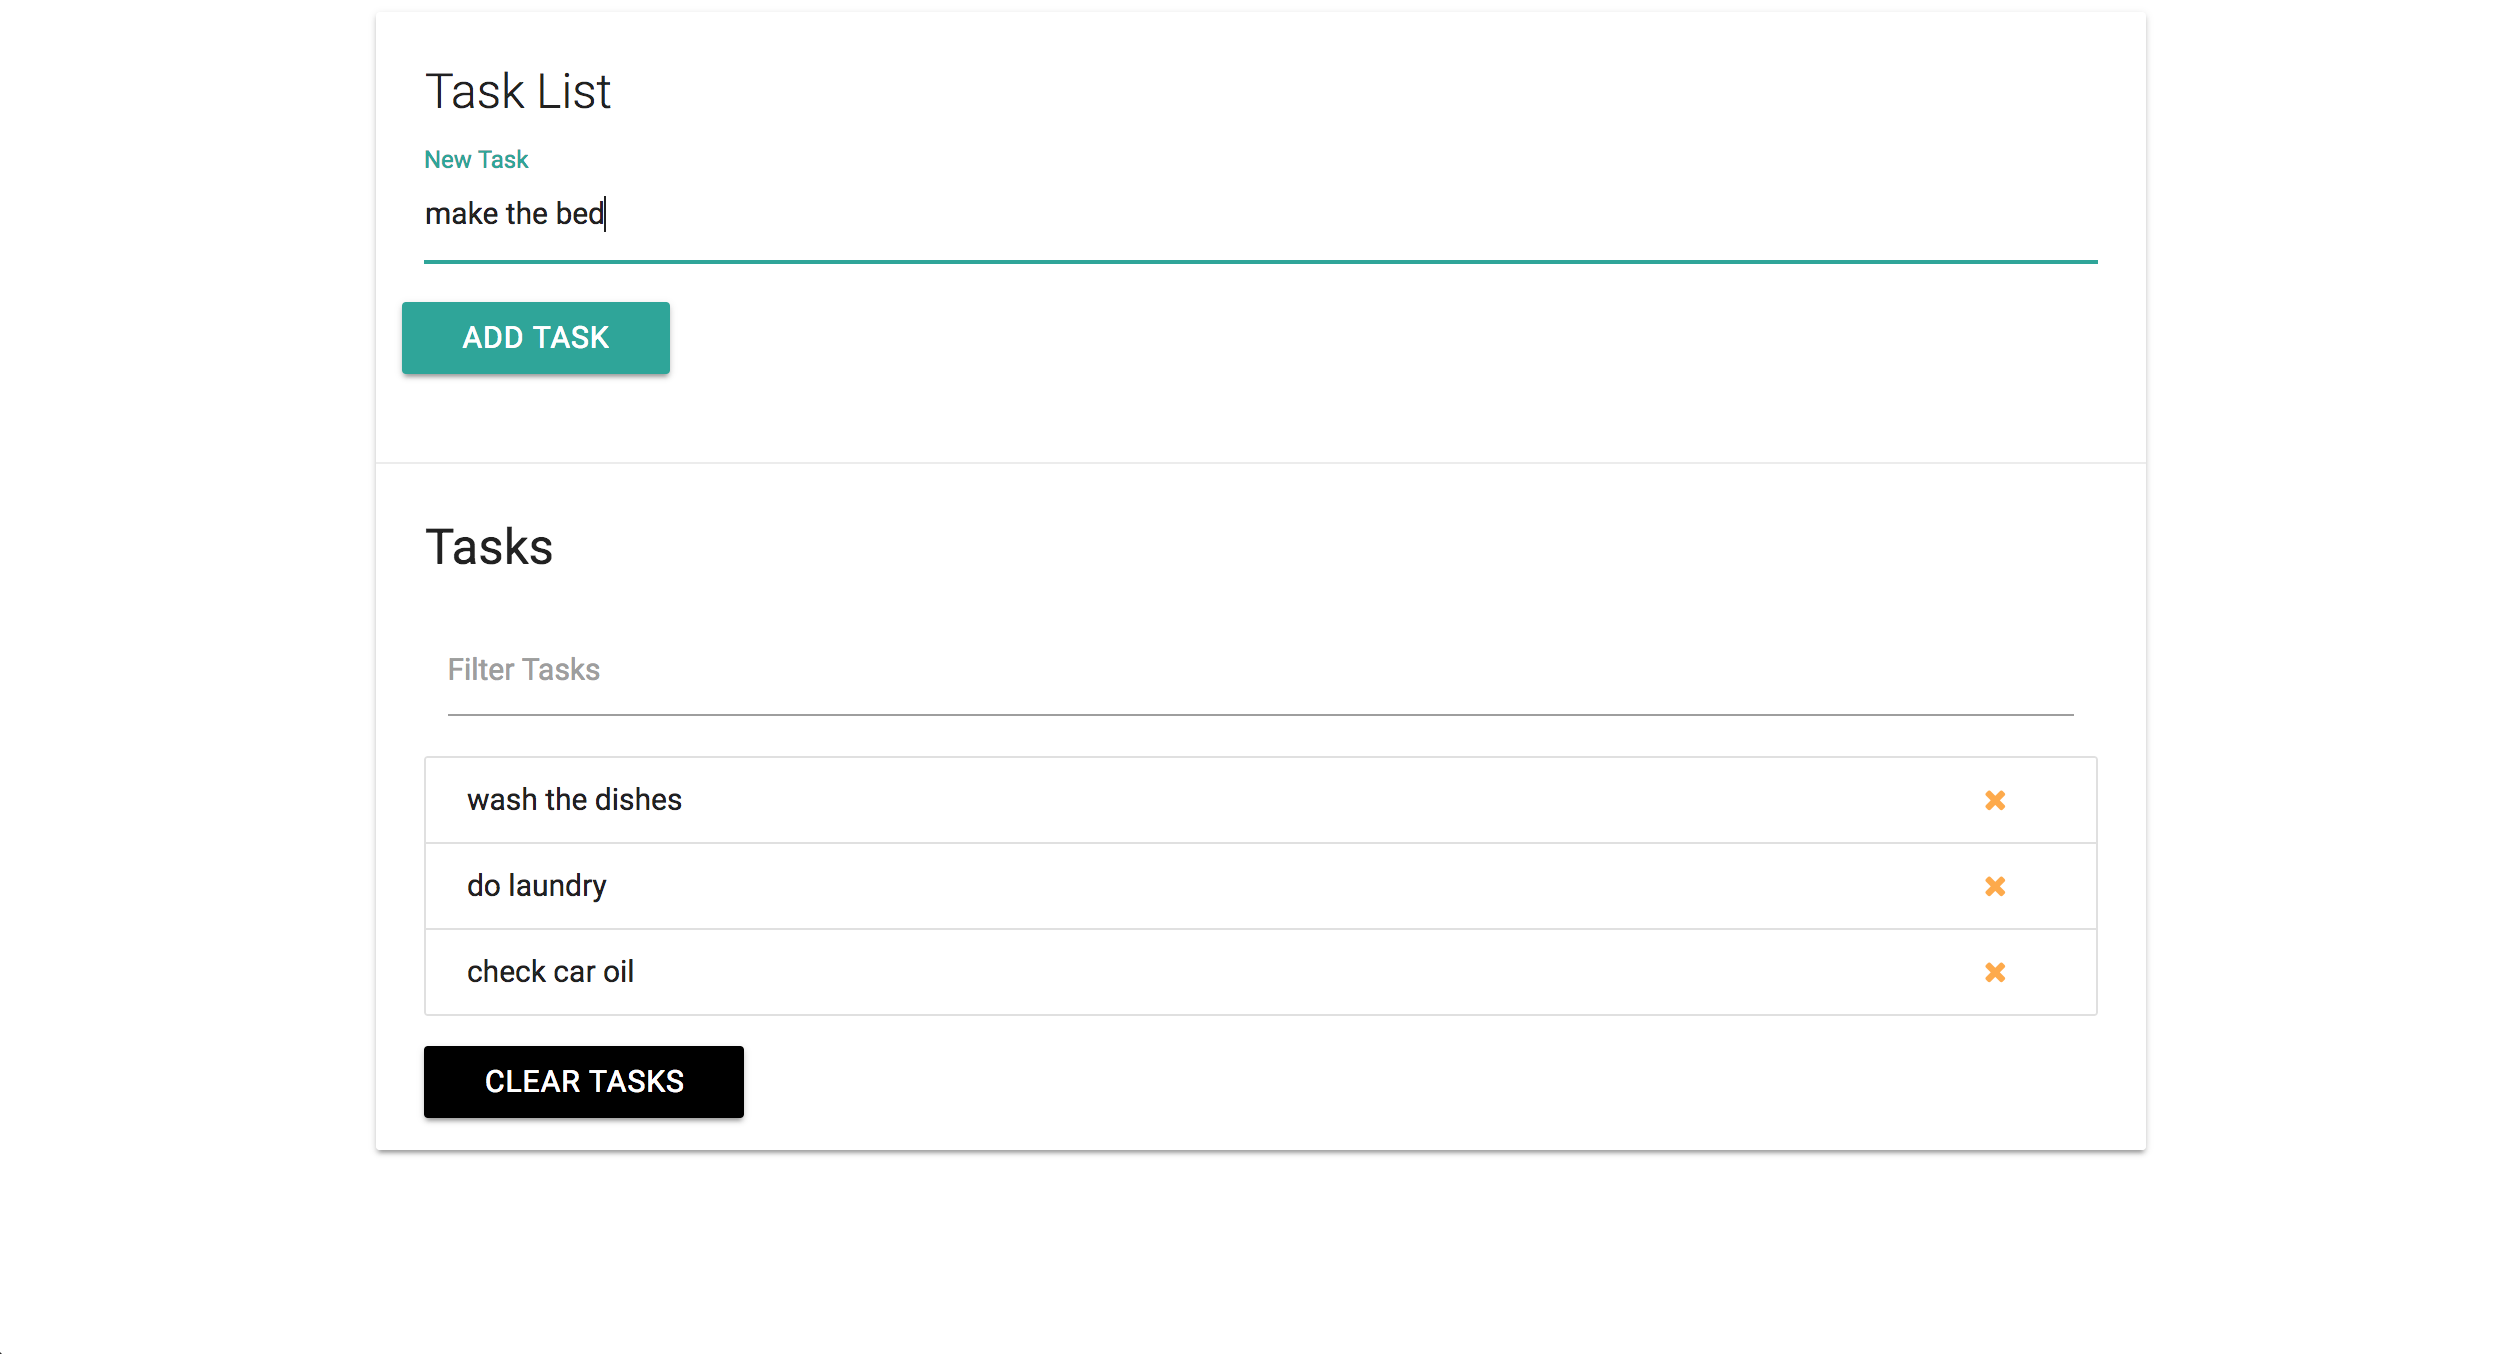 Task List
New Task
make the bed
ADD TASK
Tasks
Filter Tasks
wash the dishes
do laundry
check car oil
CLEAR TASKS